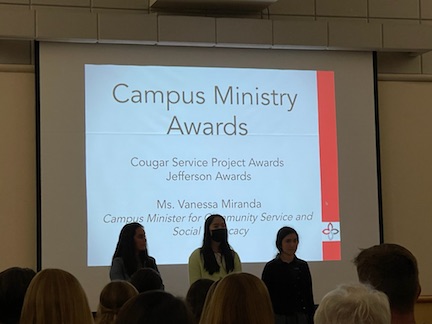 Campus Ministry
Awards
Cougar Service Project Awards
Jefferson Awards
Ms. Vanessa Miranda
Campus Minister for Community Service and
Social